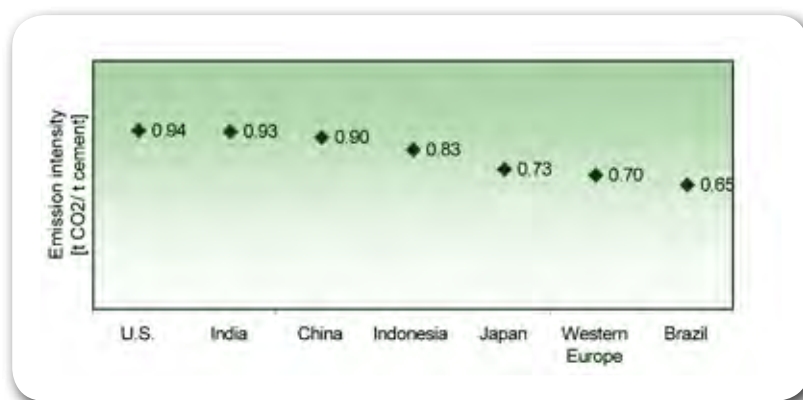 Emission intensity
[t CO2/ t cement]
0.94
0.93
0.90
0.83
0.73
0.70
0.65
U.S.
India
China
Indonesia
Japan
Western
Europe
Brazil